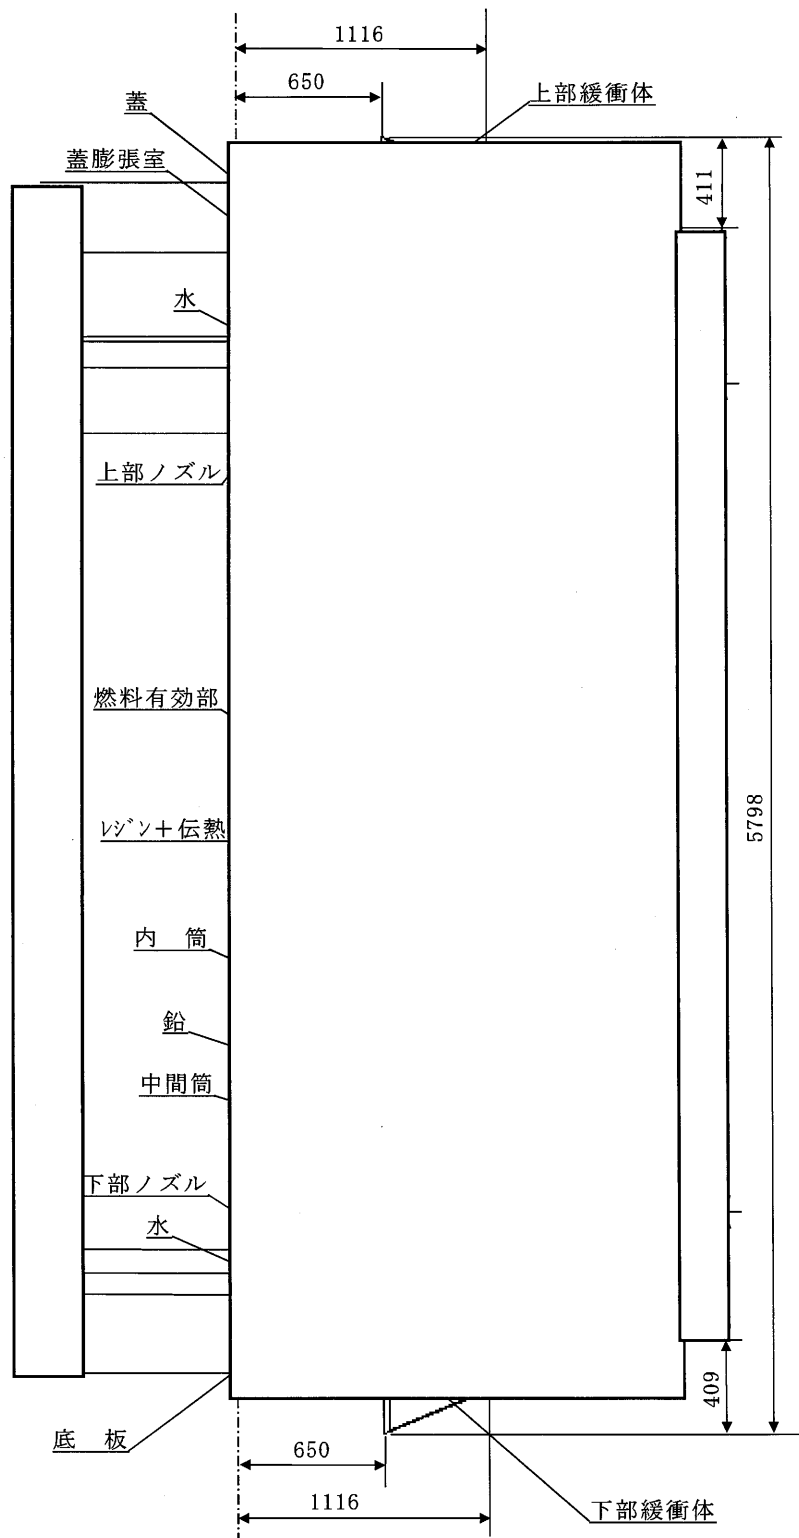 1116
650
上部緩衝体
蓋
蓋膨張室
411
水
上部ノズル
燃料有効部
5798
ﾚｼﾞﾝ＋伝熱
内　筒
鉛
中間筒
下部ノズル
水
409
底　板
650
1116
下部緩衝体